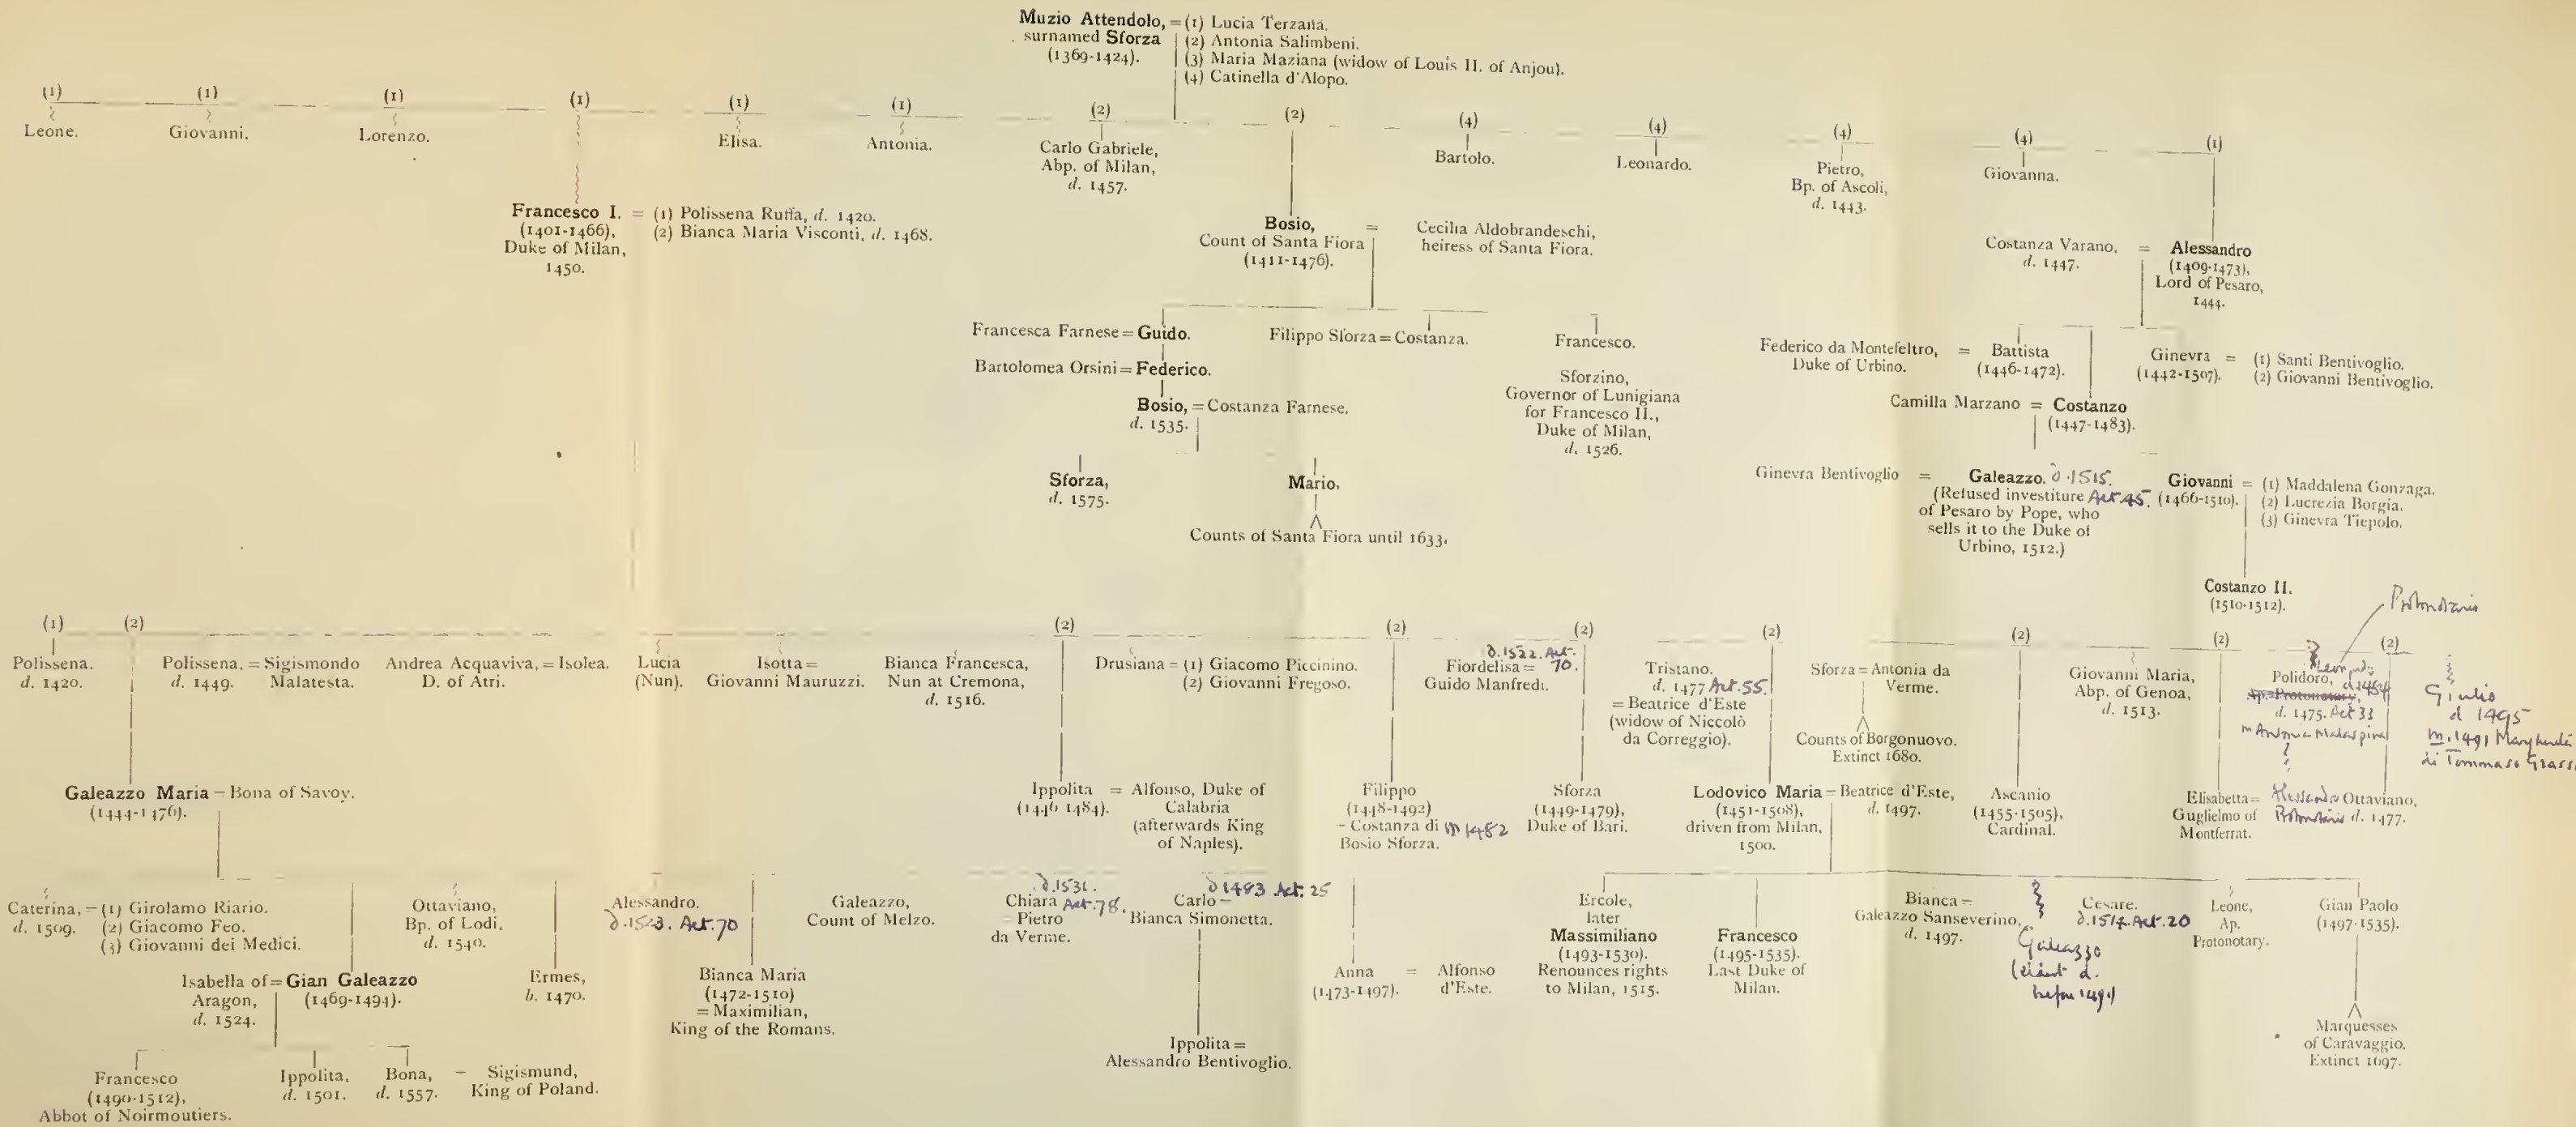 Muzio Attendolo, = (1) Lucia Terzana.
surnamed Sforza (2) Antonia Salimbeni.
(1369-1424). (3) Maria Maziana (widow of Louis II. of Anjou).
(4) Catinella d'Alopo.
(1) (1) (1) (1) (1) (1) (2) (2) (4) (4) (4) (4) (1)
Leone. Giovanni. Lorenzo. Elisa. Antonia.
Carlo Gabriele,
Abp. of Milan,
d. 1457.
Bartolo.
Leonardo.
Pietro,
Bp. of Ascoli,
d. 1443.
Giovanna.
Francesco I. = (1) Polissena Ruffa, d. 1420.
(1401-1466), (2) Bianca Maria Visconti, d. 1468.
Duke of Milan,
1450.
Bosio, = Cecilia Aldobrandeschi,
Count of Santa Fiora heiress of Santa Fiora.
(1411-1476).
Costanza Varano, = Alessandro
d. 1447. (1409-1473),
Lord of Pesaro,
1444.
Francesca Farnese = Guido.
Filippo Sforza = Costanza.
Francesco.
Bartolomea Orsini = Federico.
Sforzino,
Governor of Lunigiana
for Francesco II.,
Duke of Milan,
d. 1526.
Bosio, = Costanza Farnese,
d. 1535.
Federico da Montefeltro, = Battista
Duke of Urbino. (1446-1472).
Ginevra = (1) Santi Bentivoglio.
(1442-1507). (2) Giovanni Bentivoglio.
Camilla Marzano = Costanzo
(1447-1483).
Sforza,
d. 1575.
Mario,
Counts of Santa Fiora until 1633.
Ginevra Bentivoglio = Galeazzo. d. 1515.
(Refused investiture Aet. 45.
of Pesaro by Pope, who
sells it to the Duke of
Urbino, 1512.)
Giovanni = (1) Maddalena Gonzaga.
(1466-1510). (2) Lucrezia Borgia.
(3) Ginevra Tiepolo.
Costanzo II.
(1510-1512).
(1) (2) (2) (2) (2) (2) (2) (2) (2)
Polissena.
d. 1420.
Polissena, = Sigismondo
d. 1449. Malatesta.
Andrea Acquaviva, = Isolea.
D. of Atri.
Lucia
(Nun).
Isotta =
Giovanni Mauruzzi.
Bianca Francesca,
Nun at Cremona,
d. 1516.
Drusiana = (1) Giacomo Piccinino.
(2) Giovanni Fregoso.
d. 1522. Aet.
Fiordelisa = 70.
Guido Manfredi.
Tristano,
d. 1477 Aet. 55.
= Beatrice d'Este
(widow of Niccolò
da Correggio).
Sforza = Antonia da
Verme.
Counts of Borgonuovo.
Extinct 1680.
Giovanni Maria,
Abp. of Genoa,
d. 1513.
Polidoro,
Ap. Protonotary,
d. 1475. Aet 33
m Antonia Malaspina
Giulio
d 1495
m. 1491 Margherita
di Tommaso Grassi
Galeazzo Maria = Bona of Savoy.
(1444-1476).
Ippolita = Alfonso, Duke of
(1446 1484). Calabria
(afterwards King
of Naples).
Filippo
(1448-1492)
= Costanza di m 1482
Bosio Sforza.
Sforza
(1449-1479),
Duke of Bari.
Lodovico Maria = Beatrice d'Este,
(1451-1508), d. 1497.
driven from Milan,
1500.
Ascanio
(1455-1505),
Cardinal.
Elisabetta =
Guglielmo of
Montferrat.
Alessandro
Ottaviano,
d. 1477.
Caterina, = (1) Girolamo Riario.
d. 1509. (2) Giacomo Feo.
(3) Giovanni dei Medici.
Ottaviano,
Bp. of Lodi,
d. 1540.
Alessandro.
Aet. 70
Galeazzo,
Count of Melzo.
d. 1531.
Chiara Aet. 78.
Pietro
da Verme.
d 1483 Aet. 25
Carlo =
Bianca Simonetta.
Ercole,
later
Massimiliano
(1493-1530).
Renounces rights
to Milan, 1515.
Francesco
(1495-1535).
Last Duke of
Milan.
Bianca =
Galeazzo Sanseverino,
d. 1497.
Galeazzo
before 1491)
Cesare.
Aet. 20
Leone,
Ap.
Protonotary.
Gian Paolo
(1497-1535).
Isabella of = Gian Galeazzo
Aragon, (1469-1494).
d. 1524.
Ermes,
b. 1470.
Bianca Maria
(1472-1510)
= Maximilian,
King of the Romans.
Anna = Alfonso
(1473-1497). d'Este.
Marquesses
of Caravaggio.
Extinct 1697.
Ippolita =
Alessandro Bentivoglio.
Francesco
(1490-1512),
Abbot of Noirmoutiers.
Ippolita,
d. 1501.
Bona, = Sigismund,
d. 1557. King of Poland.